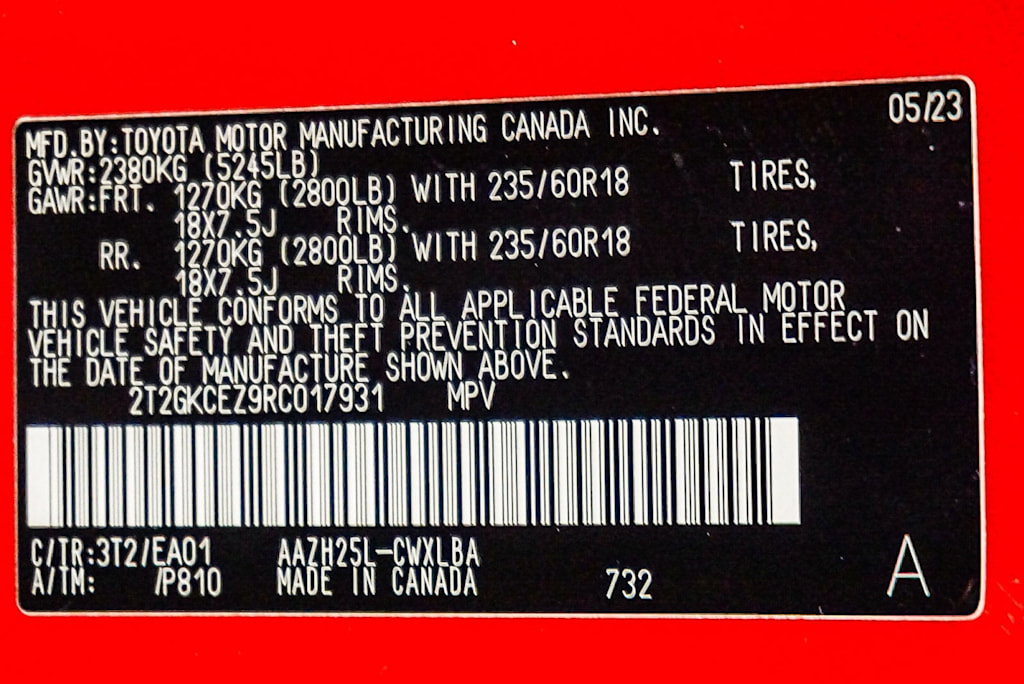 05/23
MFD.BY:TOYOTA MOTOR MANUFACTURING CANADA INC.
GVWR:2380KG (5245LB)
GAWR:FRT. 1270KG (2800LB) WITH 235/60R18 TIRES,
18X7.5J RIMS.
RR. 1270KG (2800LB) WITH 235/60R18 TIRES,
18X7.5J RIMS.
THIS VEHICLE CONFORMS TO ALL APPLICABLE FEDERAL MOTOR
VEHICLE SAFETY AND THEFT PREVENTION STANDARDS IN EFFECT ON
THE DATE OF MANUFACTURE SHOWN ABOVE.
2T2GKCEZ9RC017931 MPV
C/TR:3T2/EA01 AAZH25L-CWXLBA
A/TM: /P810 MADE IN CANADA 732 A